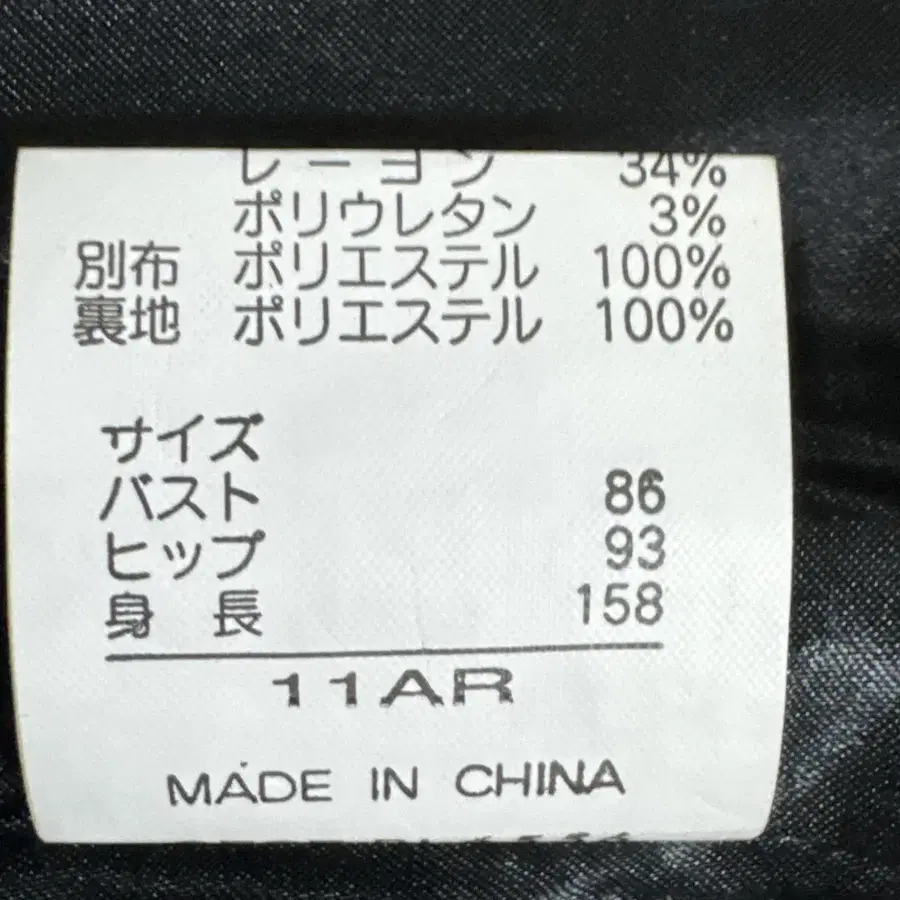 レーヨン 34%
ポリウレタン 3%
別布 ポリエステル 100%
裏地 ポリエステル 100%
サイズ
バスト 86
ヒップ 93
身 長 158
11AR
MADE IN CHINA